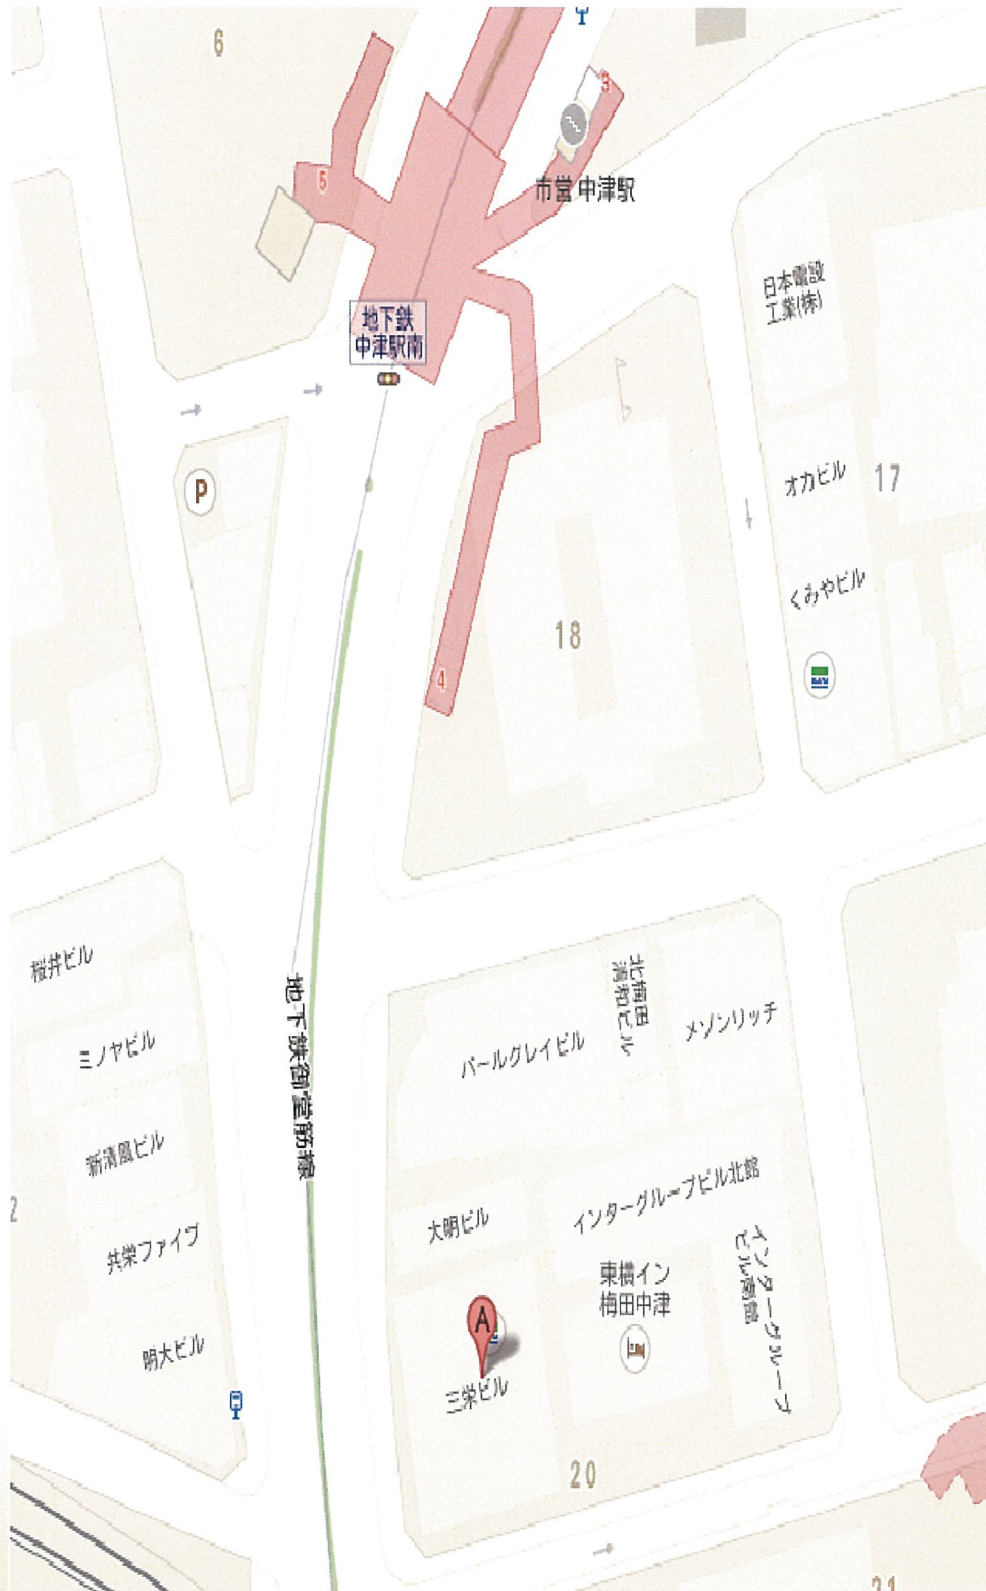 6
3
市営 中津駅
5
地下鉄
中津駅南
日本電設
工業(株)
P
オカビル
17
くみやビル
18
4
桜井ビル
ミノヤビル
新清風ビル
2
共栄ファイブ
明大ビル
地下鉄御堂筋線
パールグレイビル
北梅田
清和ビル
メゾンリッチ
大明ビル
インターグループビル北館
東横イン
梅田中津
インターグループ
ビル南館
A
三栄ビル
20
21